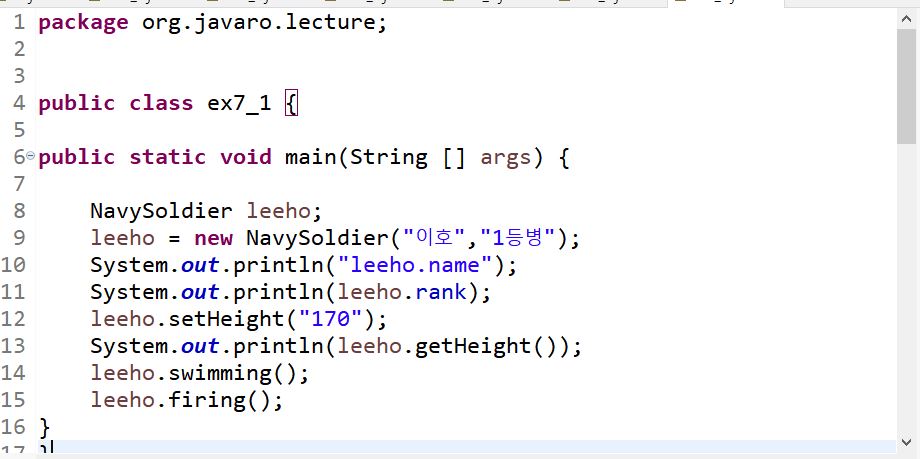 1 package org.javaro.lecture;
2
3
4 public class ex7_1 {
5
6 public static void main(String [] args) {
7
8     NavySoldier leeho;
9     leeho = new NavySoldier("이호","1등병");
10     System.out.println("leeho.name");
11     System.out.println(leeho.rank);
12     leeho.setHeight("170");
13     System.out.println(leeho.getHeight());
14     leeho.swimming();
15     leeho.firing();
16 }
17 }